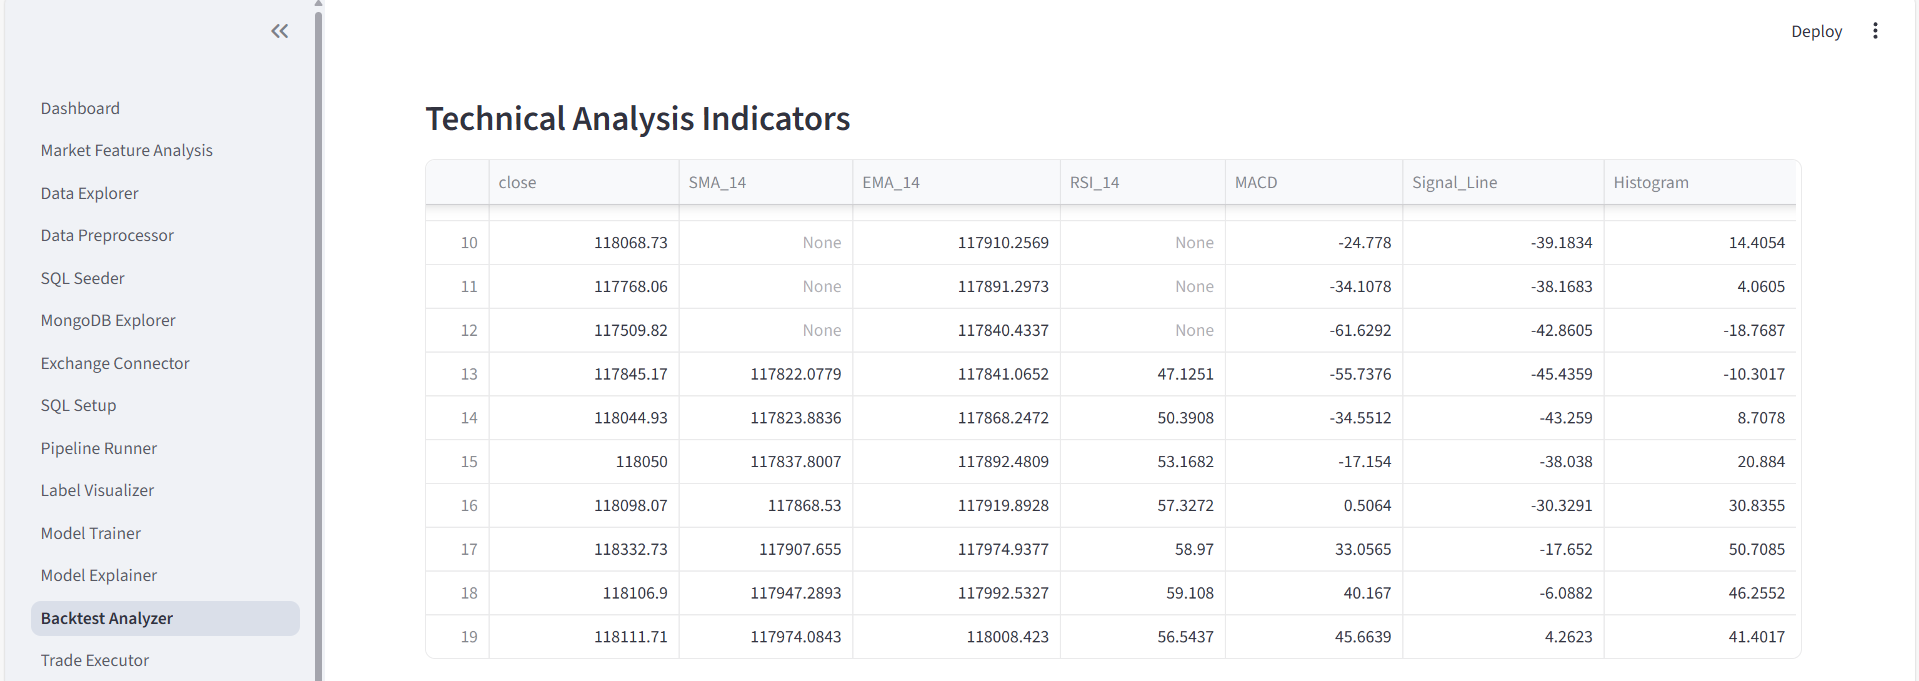 Deploy
Dashboard
Market Feature Analysis
Data Explorer
Data Preprocessor
SQL Seeder
MongoDB Explorer
Exchange Connector
SQL Setup
Pipeline Runner
Label Visualizer
Model Trainer
Model Explainer
Backtest Analyzer
Trade Executor
Technical Analysis Indicators
close SMA_14 EMA_14 RSI_14 MACD Signal_Line Histogram
10 118068.73 None 117910.2569 None -24.778 -39.1834 14.4054
11 117768.06 None 117891.2973 None -34.1078 -38.1683 4.0605
12 117509.82 None 117840.4337 None -61.6292 -42.8605 -18.7687
13 117845.17 117822.0779 117841.0652 47.1251 -55.7376 -45.4359 -10.3017
14 118044.93 117823.8836 117868.2472 50.3908 -34.5512 -43.259 8.7078
15 118050 117837.8007 117892.4809 53.1682 -17.154 -38.038 20.884
16 118098.07 117868.53 117919.8928 57.3272 0.5064 -30.3291 30.8355
17 118332.73 117907.655 117974.9377 58.97 33.0565 -17.652 50.7085
18 118106.9 117947.2893 117992.5327 59.108 40.167 -6.0882 46.2552
19 118111.71 117974.0843 118008.423 56.5437 45.6639 4.2623 41.4017